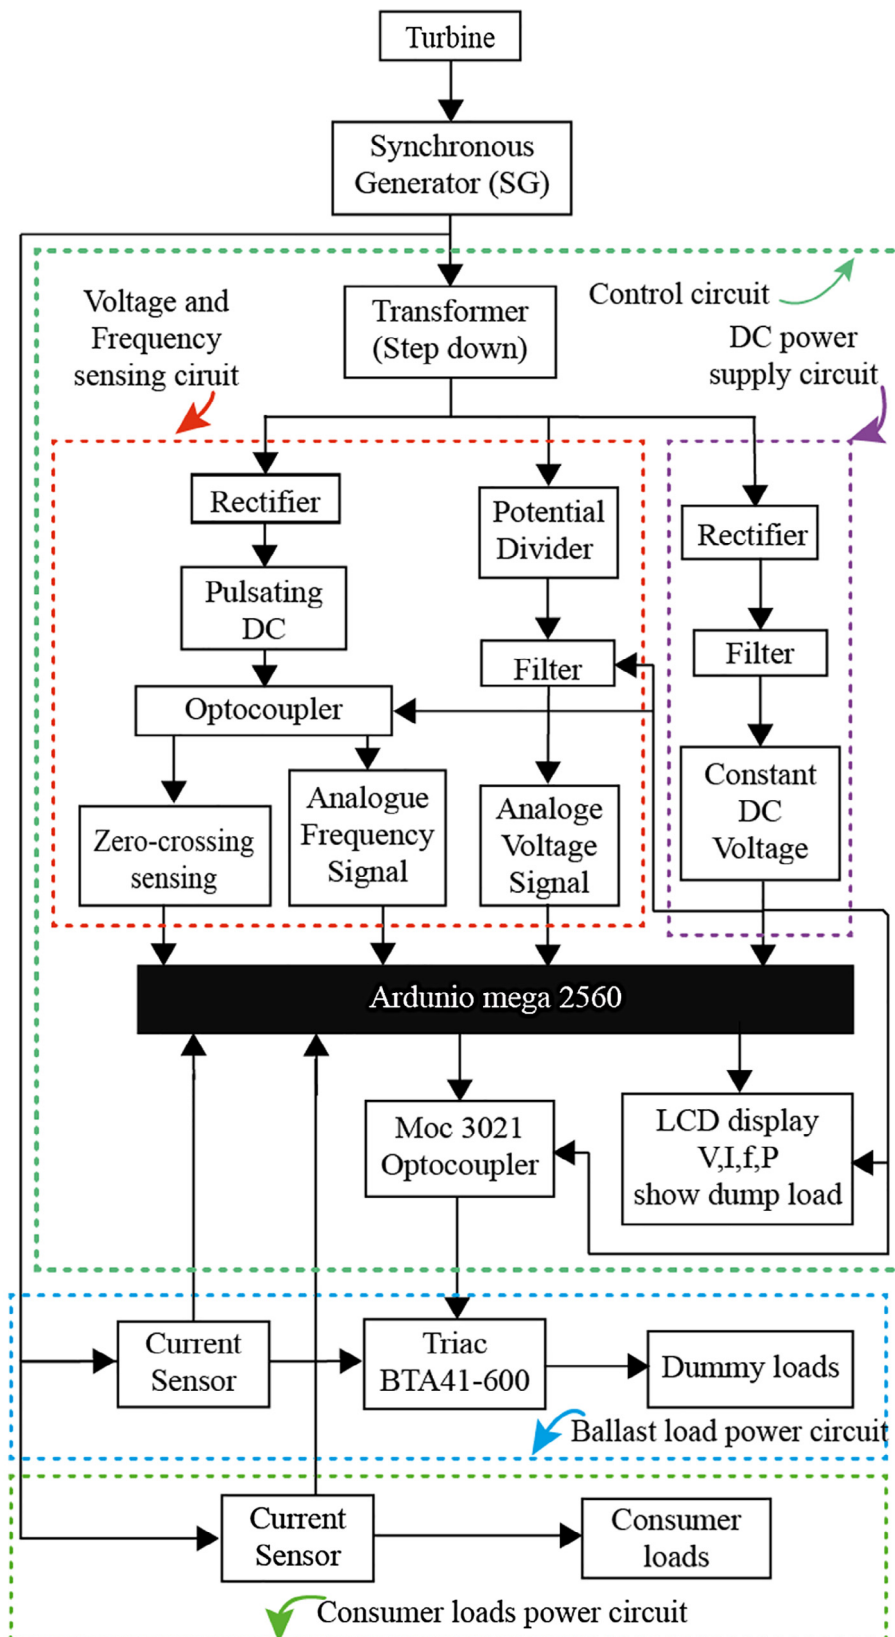 Turbine
Synchronous
Generator (SG)
Control circuit
Voltage and
Frequency
sensing ciruit
Transformer
(Step down)
DC power
supply circuit
Rectifier
Potential
Divider
Rectifier
Pulsating
DC
Filter
Filter
Optocoupler
Constant
DC
Voltage
Zero-crossing
sensing
Analogue
Frequency
Signal
Analoge
Voltage
Signal
Ardunio mega 2560
Moc 3021
Optocoupler
LCD display
V,I,f,P
show dump load
Current
Sensor
Triac
BTA41-600
Dummy loads
Ballast load power circuit
Current
Sensor
Consumer
loads
Consumer loads power circuit